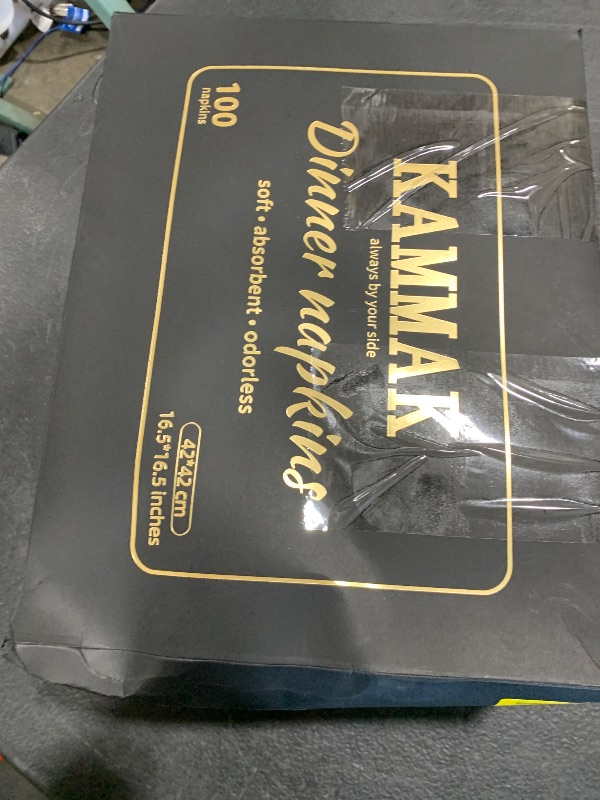 KAMMAK
always by your side
Dinner napkins
soft • absorbent • odorless
100
napkins
42*42 cm
16.5*16.5 inches